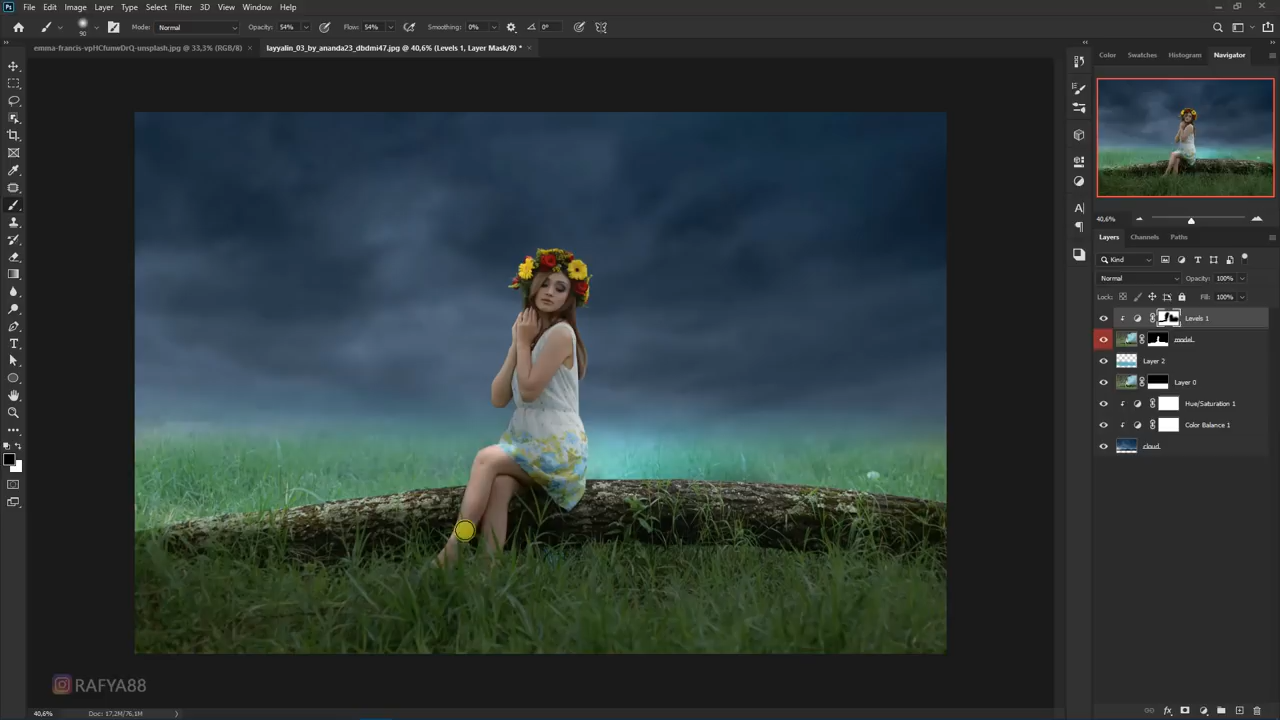 Ps File Edit Image Layer Type Select Filter 3D View Window Help
90 Mode: Normal Opacity: 54% Flow: 54% Smoothing: 0% 0°
emma-francis-vpHCfunwDrQ-unsplash.jpg @ 33,3% (RGB/8) × layyalin_03_by_ananda23_dbdmi47.jpg @ 40,6% (Levels 1, Layer Mask/8) * ×
Color Swatches Histogram Navigator
40,6%
Layers Channels Paths
Kind
Normal Opacity: 100%
Lock: Fill: 100%
Levels 1
model
Layer 2
Layer 0
Hue/Saturation 1
Color Balance 1
cloud
RAFYA88
40,6% Doc: 17,2M/76,1M